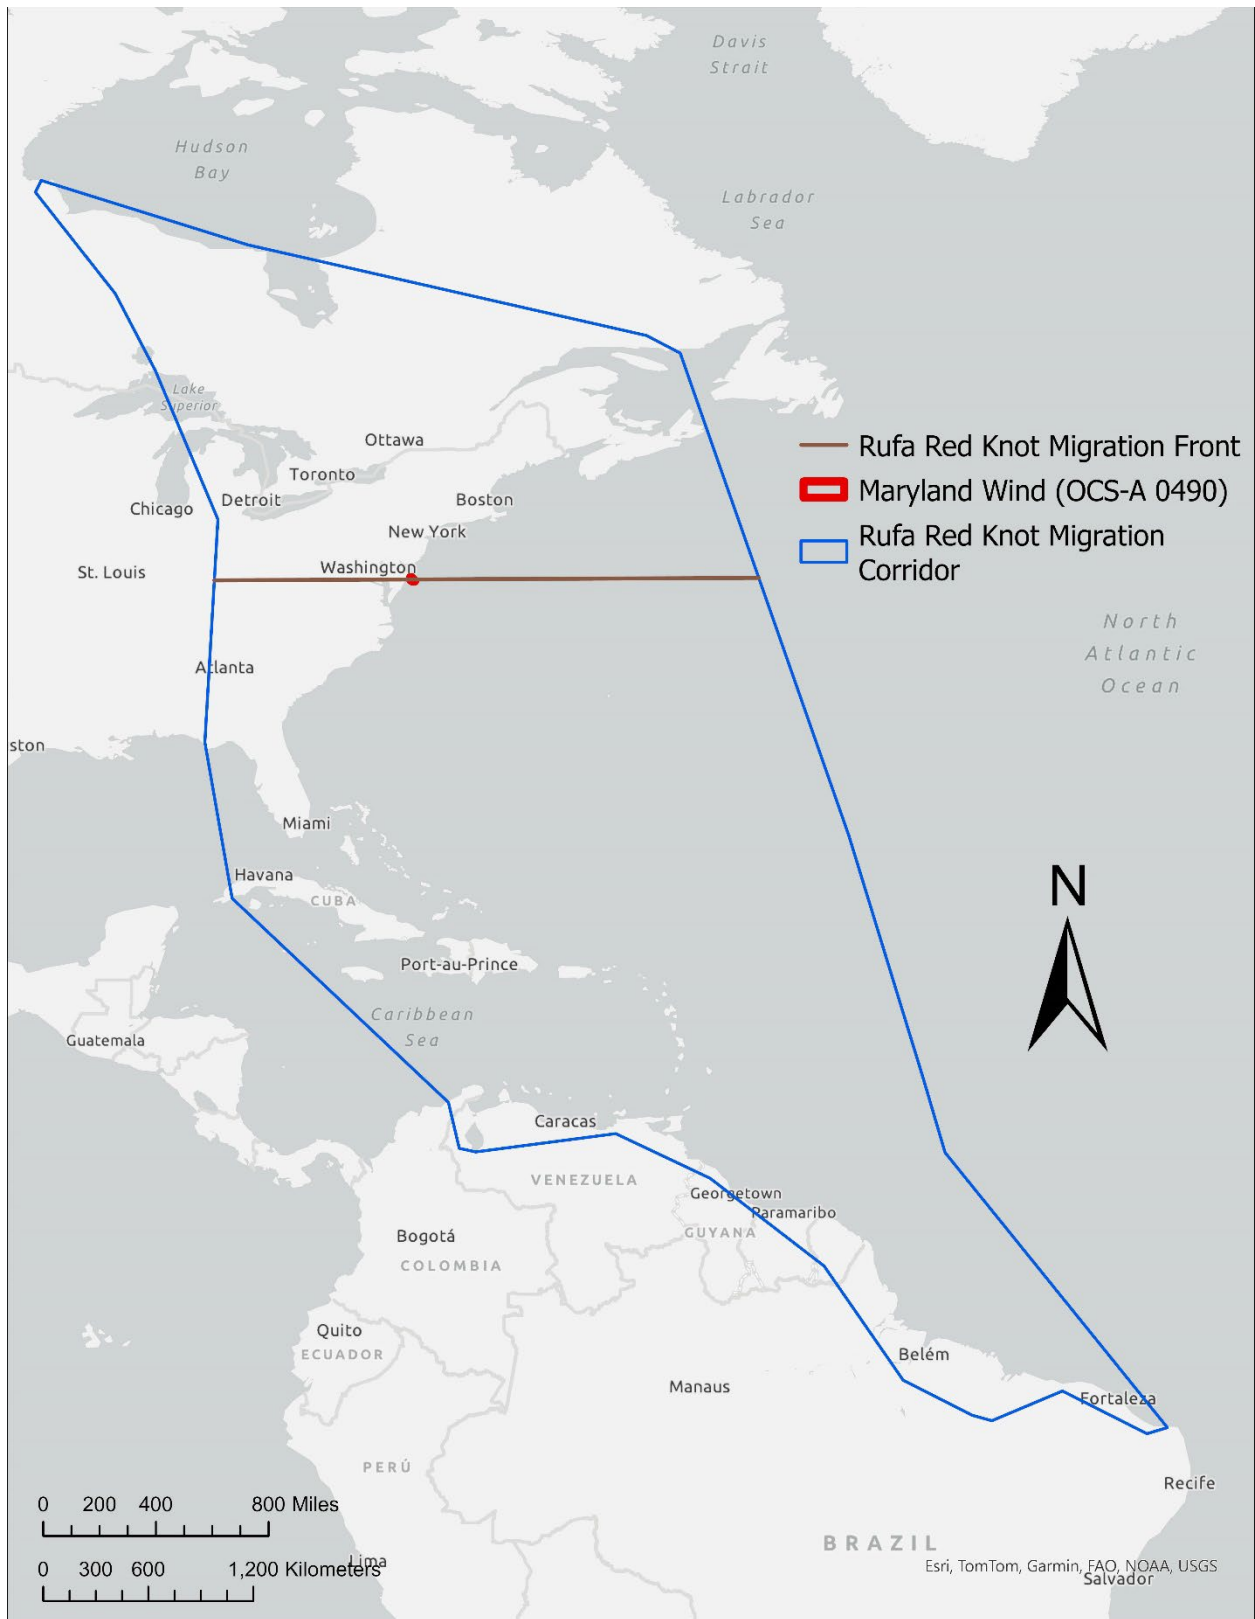 Davis
Strait
Hudson
Bay
Labrador
Sea
Lake
Superior
Ottawa
Toronto
Chicago
Detroit
Boston
New York
St. Louis
Washington
Rufa Red Knot Migration Front
Maryland Wind (OCS-A 0490)
Rufa Red Knot Migration
Corridor
North
Atlantic
Ocean
Atlanta
ston
Miami
Havana
CUBA
N
Port-au-Prince
Caribbean
Sea
Guatemala
Caracas
VENEZUELA
Georgetown
Paramaribo
GUYANA
Bogotá
COLOMBIA
Quito
ECUADOR
Belém
Manaus
Fortaleza
PERÚ
Recife
0 200 400 800 Miles
0 300 600 1,200 Kilometers
Lima
BRAZIL
Esri, TomTom, Garmin, FAO, NOAA, USGS
Salvador